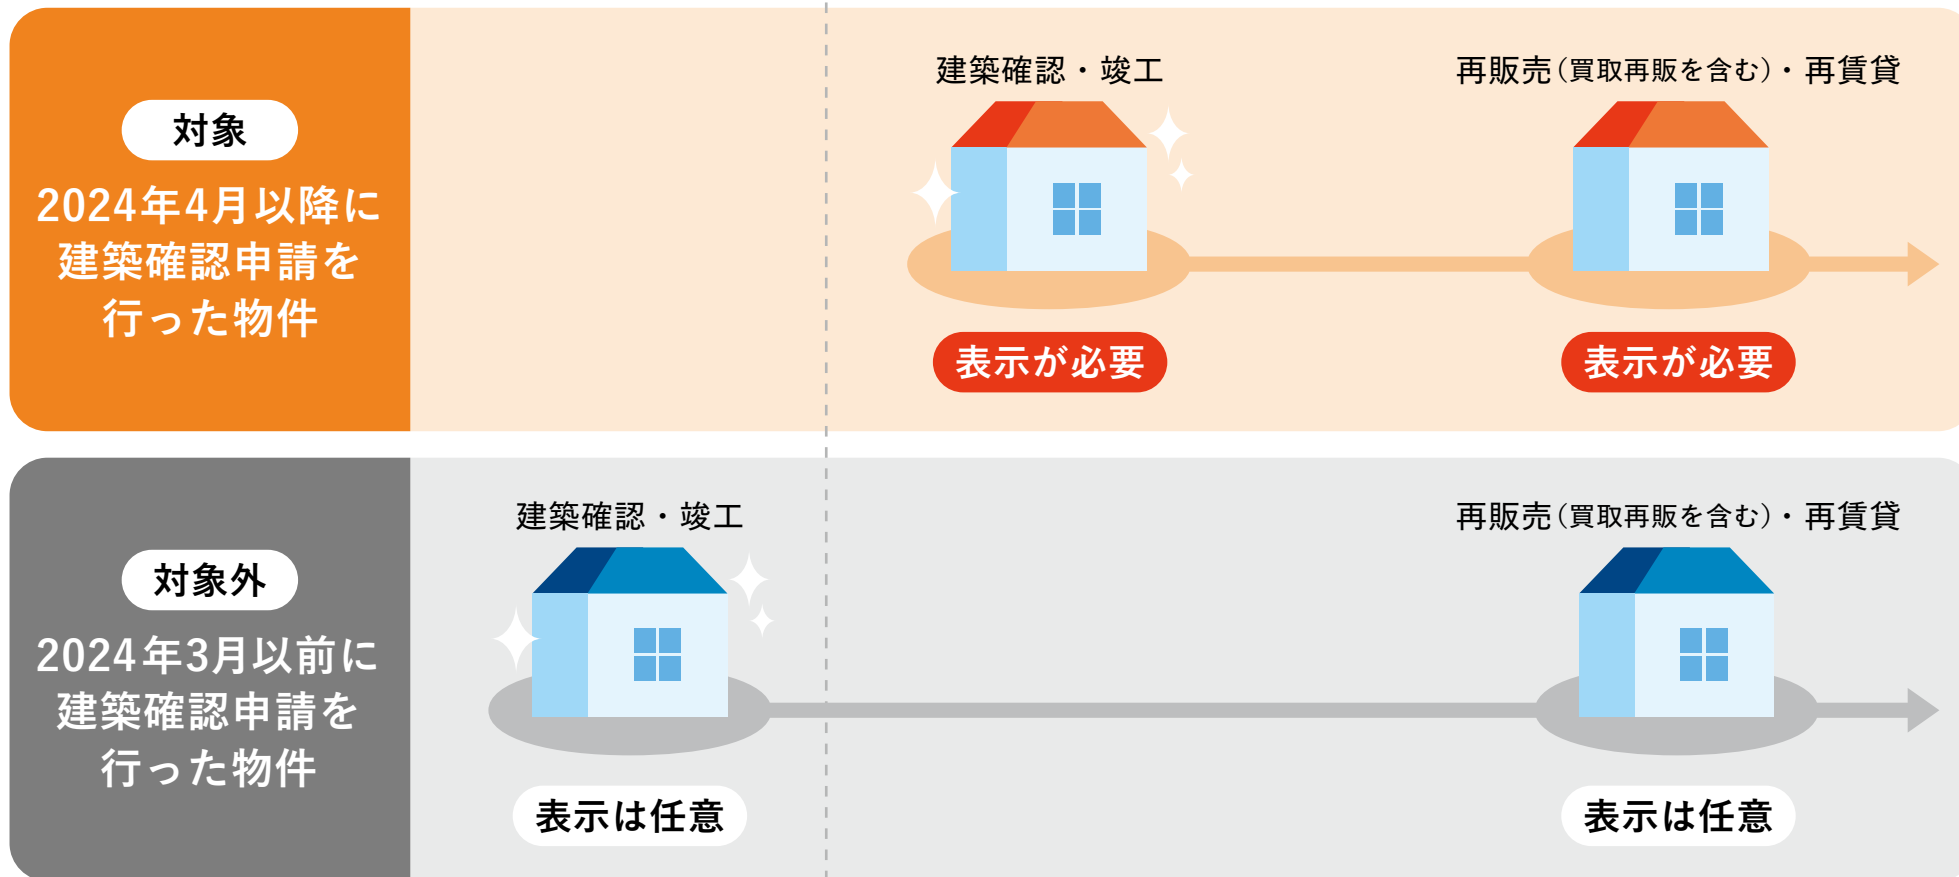 対象
2024年4月以降に
建築確認申請を
行った物件
建築確認・竣工
再販売(買取再販を含む)・再賃貸
表示が必要
表示が必要
対象外
2024年3月以前に
建築確認申請を
行った物件
建築確認・竣工
再販売(買取再販を含む)・再賃貸
表示は任意
表示は任意